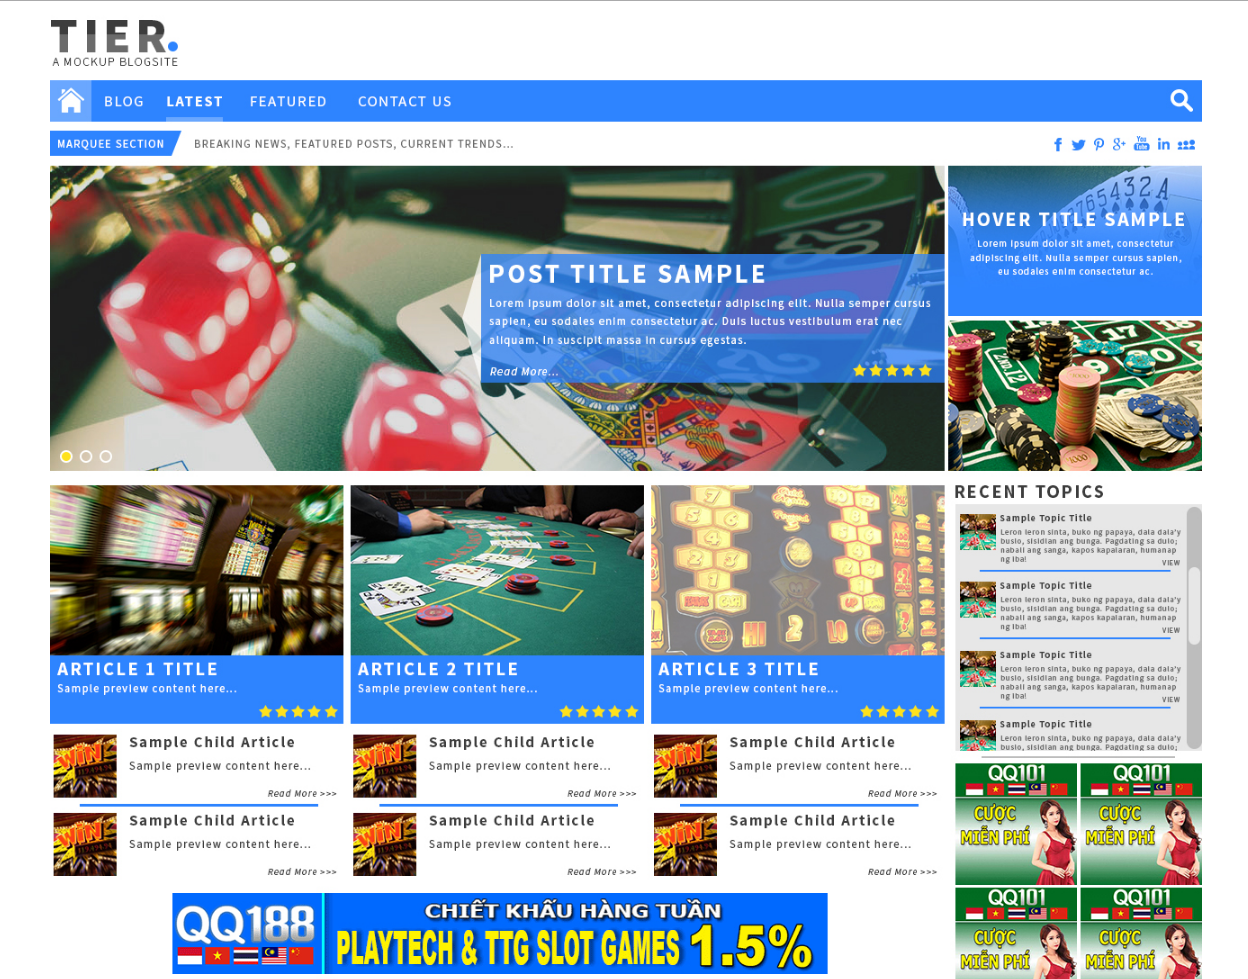 TIER.
A MOCKUP BLOGSITE
BLOG LATEST FEATURED CONTACT US
MARQUEE SECTION BREAKING NEWS, FEATURED POSTS, CURRENT TRENDS...
HOVER TITLE SAMPLE
Lorem ipsum dolor sit amet, consectetur
adipiscing elit. Nulla semper cursus sapien,
eu sodales enim consectetur ac.
POST TITLE SAMPLE
Lorem ipsum dolor sit amet, consectetur adipiscing elit. Nulla semper cursus
sapien, eu sodales enim consectetur ac. Duis luctus vestibulum erat nec
aliquam. In suscipit massa in cursus egestas.
Read More...
ARTICLE 1 TITLE
Sample preview content here...
ARTICLE 2 TITLE
Sample preview content here...
ARTICLE 3 TITLE
Sample preview content here...
Sample Child Article
Sample preview content here...
Read More >>>
Sample Child Article
Sample preview content here...
Read More >>>
Sample Child Article
Sample preview content here...
Read More >>>
Sample Child Article
Sample preview content here...
Read More >>>
Sample Child Article
Sample preview content here...
Read More >>>
Sample Child Article
Sample preview content here...
Read More >>>
RECENT TOPICS
Sample Topic Title
Leron leron sinta, buko ng papaya, dala dala'y
buslo, sisidlan ang bunga. Pagdating sa dulo;
nabali ang sanga, kapos kapalaran, humanap
ng iba!
VIEW
Sample Topic Title
Leron leron sinta, buko ng papaya, dala dala'y
buslo, sisidlan ang bunga. Pagdating sa dulo;
nabali ang sanga, kapos kapalaran, humanap
ng iba!
VIEW
Sample Topic Title
Leron leron sinta, buko ng papaya, dala dala'y
buslo, sisidlan ang bunga. Pagdating sa dulo;
nabali ang sanga, kapos kapalaran, humanap
ng iba!
VIEW
Sample Topic Title
Leron leron sinta, buko ng papaya, dala dala'y
buslo, sisidlan ang bunga. Pagdating sa dulo;
QQ101
CƯỢC
MIỄN PHÍ
QQ101
CƯỢC
MIỄN PHÍ
QQ101
CƯỢC
MIỄN PHÍ
QQ101
CƯỢC
MIỄN PHÍ
QQ188
CHIẾT KHẤU HÀNG TUẦN
PLAYTECH & TTG SLOT GAMES 1.5%